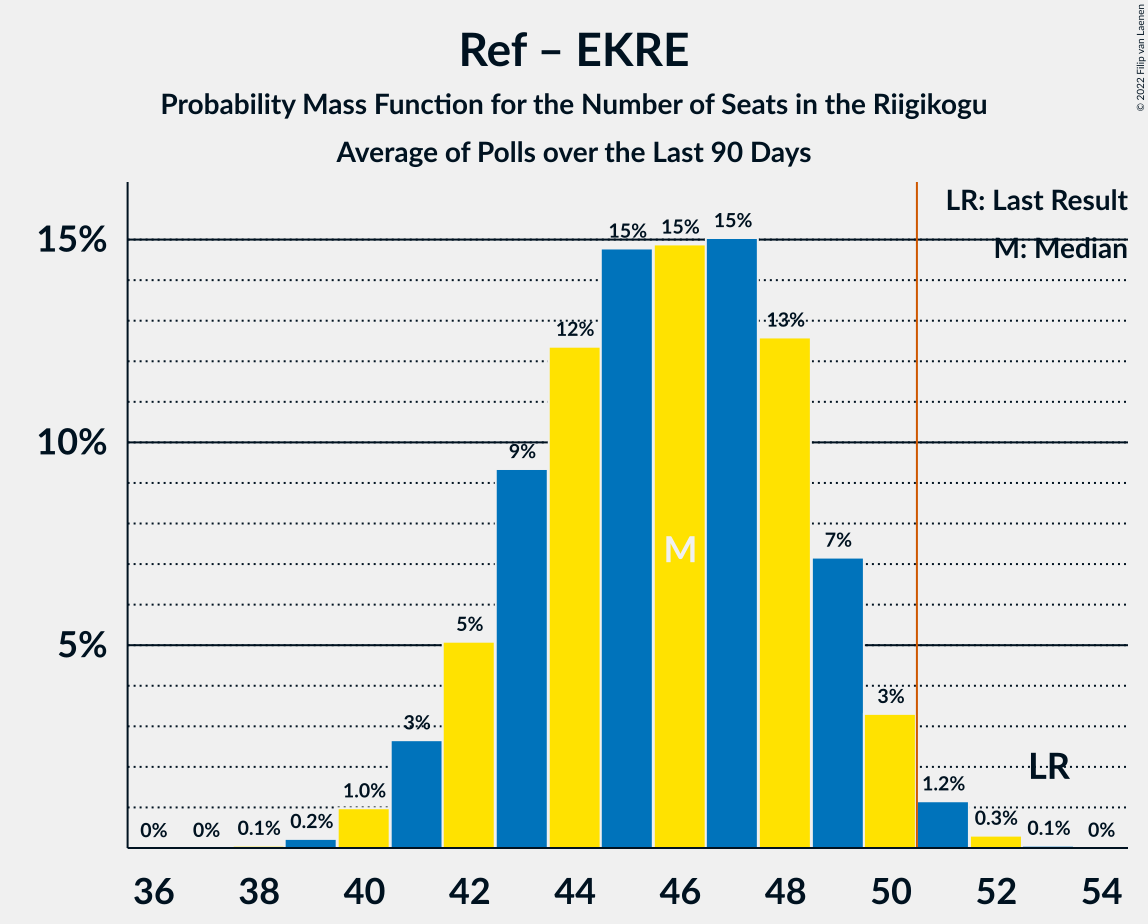 Ref – EKRE
Probability Mass Function for the Number of Seats in the Riigikogu
Average of Polls over the Last 90 Days
© 2022 Filip van Laenen
LR: Last Result
M: Median
15%
10%
5%
0%
0%
0.1%
0.2%
1.0%
3%
5%
9%
12%
15%
15%
15%
13%
7%
3%
1.2%
0.3%
0.1%
0%
M
LR
36 38 40 42 44 46 48 50 52 54